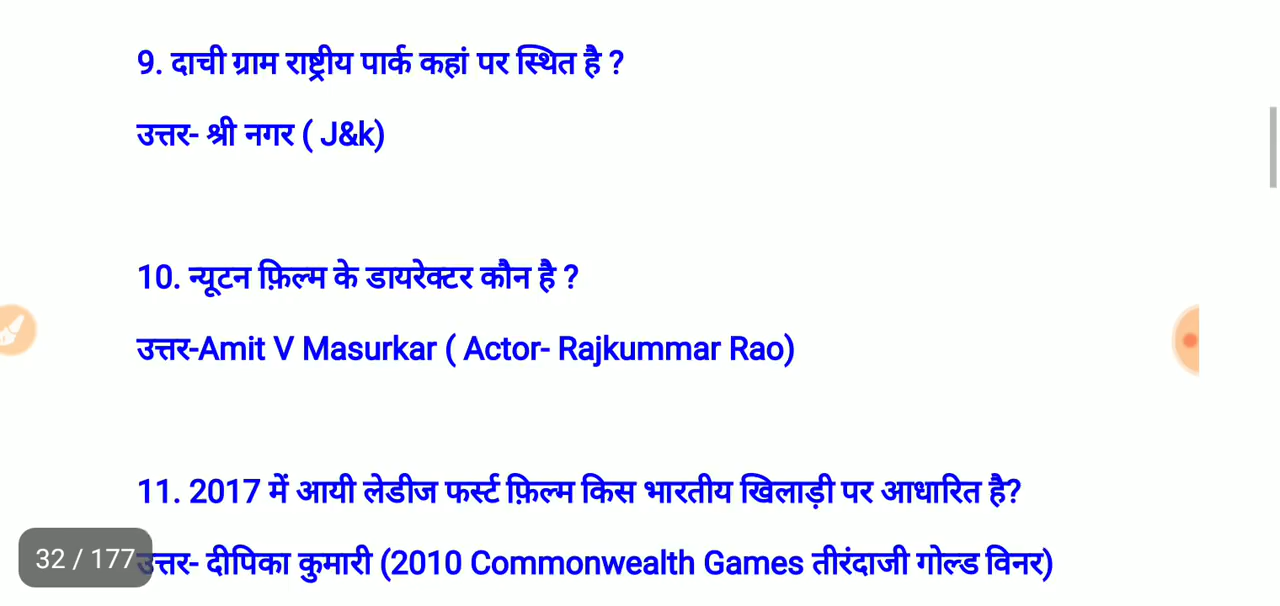 9. दाची ग्राम राष्ट्रीय पार्क कहां पर स्थित है ?
उत्तर- श्री नगर ( J&k)
10. न्यूटन फ़िल्म के डायरेक्टर कौन है ?
उत्तर-Amit V Masurkar ( Actor- Rajkummar Rao)
11. 2017 में आयी लेडीज फर्स्ट फ़िल्म किस भारतीय खिलाड़ी पर आधारित है?
उत्तर- दीपिका कुमारी (2010 Commonwealth Games तीरंदाजी गोल्ड विनर)
32 / 177